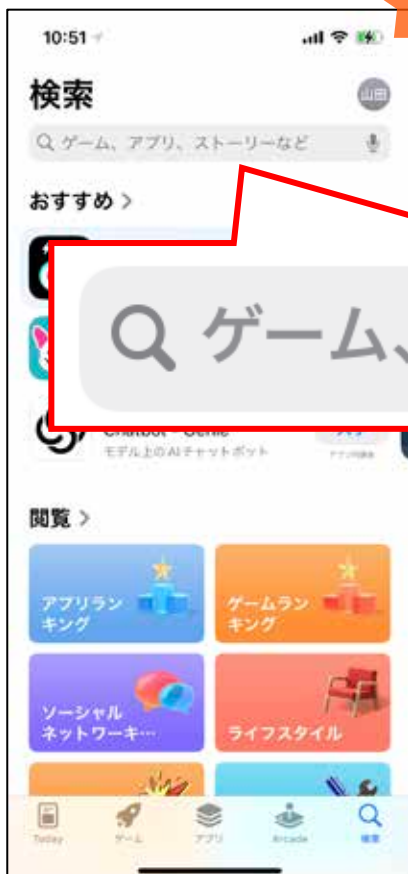 10:51
検索
山田
ゲーム、アプリ、ストーリーなど
おすすめ >
ゲーム、
Chatbot - Genie
モデル上のAIチャットボット
閲覧 >
アプリラン
キング
ゲームラン
キング
ソーシャル
ネットワーキ…
ライフスタイル
Today
ゲーム
アプリ
Arcade
検索